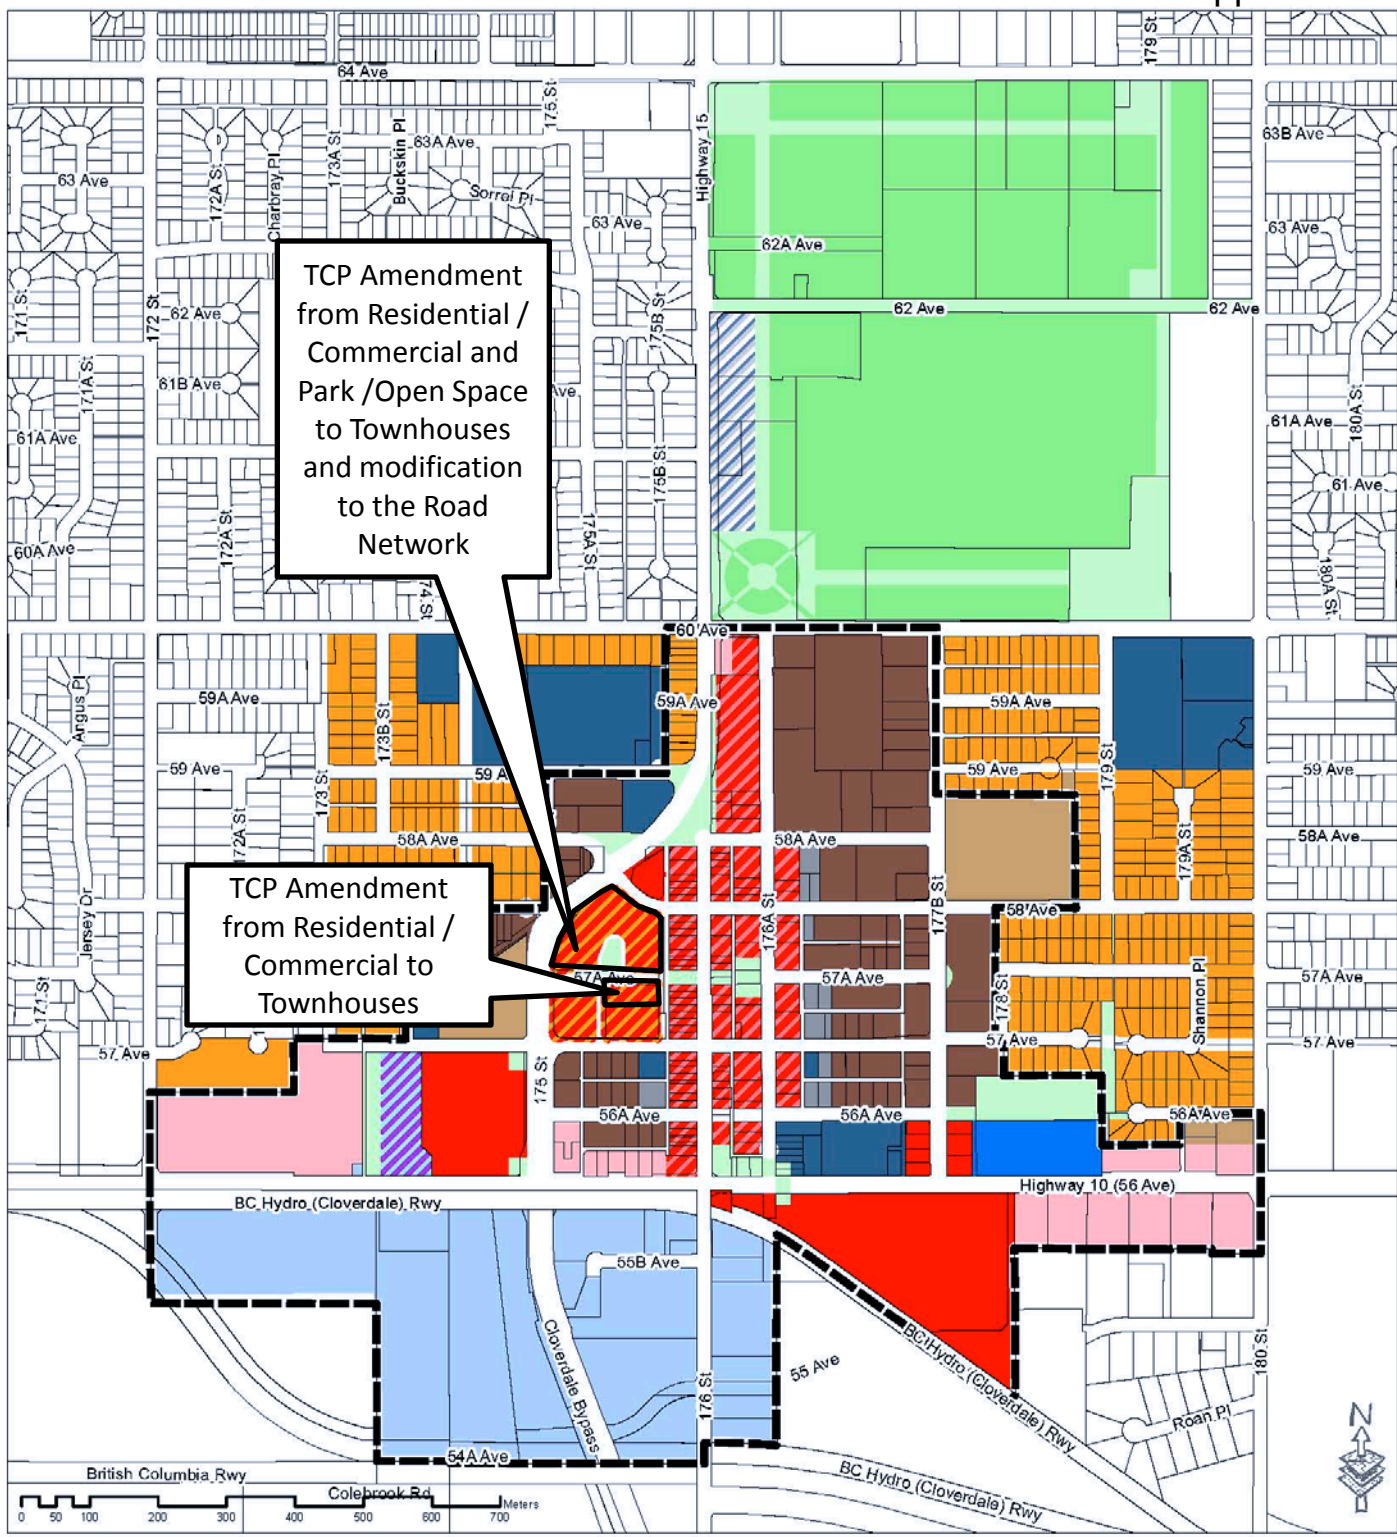 179 St
64 Ave
175 St
Highway 15
63A Ave
173A St
Buckskin Pl
63B Ave
63 Ave
172A St
Charbray Pl
Sorrel Pl
63 Ave
63 Ave
62A Ave
171 St
172 St
62 Ave
175B St
62 Ave
62 Ave
TCP Amendment
from Residential /
Commercial and
Park /Open Space
to Townhouses
and modification
to the Road
Network
171A St
61B Ave
Ave
180A St
61A Ave
61A Ave
175B St
61 Ave
60A Ave
172A St
175A St
180A St
74 St
60 Ave
Angus Pl
59A Ave
173B St
59A Ave
59A Ave
59 Ave
173 St
59 A
59 Ave
179 St
59 Ave
172A St
58A Ave
58A Ave
179A St
58A Ave
TCP Amendment
from Residential /
Commercial to
Townhouses
Jersey Dr
176A St
177B St
58 Ave
171 St
57A Ave
57A Ave
178 St
Shannon Pl
57A Ave
57 Ave
57 Ave
57 Ave
175 St
56A Ave
56A Ave
56A Ave
Highway 10 (56 Ave)
BC Hydro (Cloverdale) Rwy
55B Ave
Cloverdale Bypass
176 St
55 Ave
BC Hydro (Cloverdale) Rwy
180 St
Roan Pl
N
54A Ave
British Columbia Rwy
BC Hydro (Cloverdale) Rwy
Colebrook Rd
Meters
0 50 100 200 300 400 500 600 700